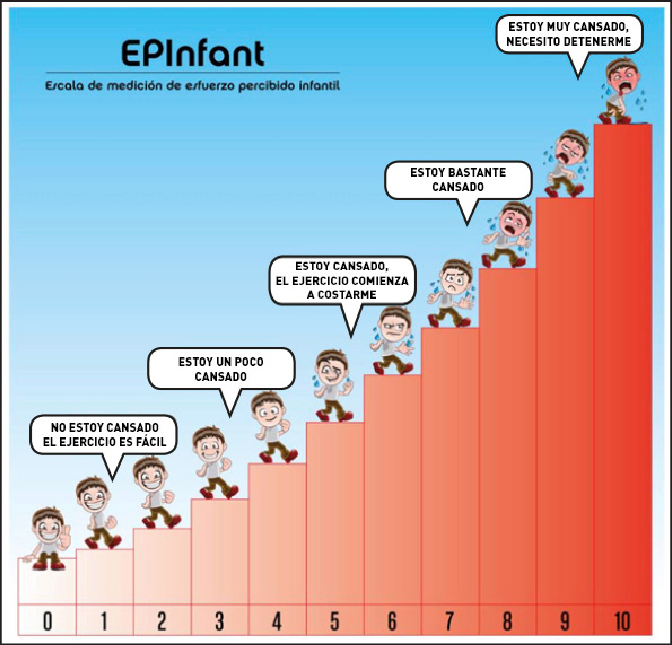 EPInfant
Escala de medición de esfuerzo percibido infantil
ESTOY MUY CANSADO,
NECESITO DETENERME
ESTOY BASTANTE
CANSADO
ESTOY CANSADO,
EL EJERCICIO COMIENZA
A COSTARME
ESTOY UN POCO
CANSADO
NO ESTOY CANSADO
EL EJERCICIO ES FÁCIL
0 1 2 3 4 5 6 7 8 9 10